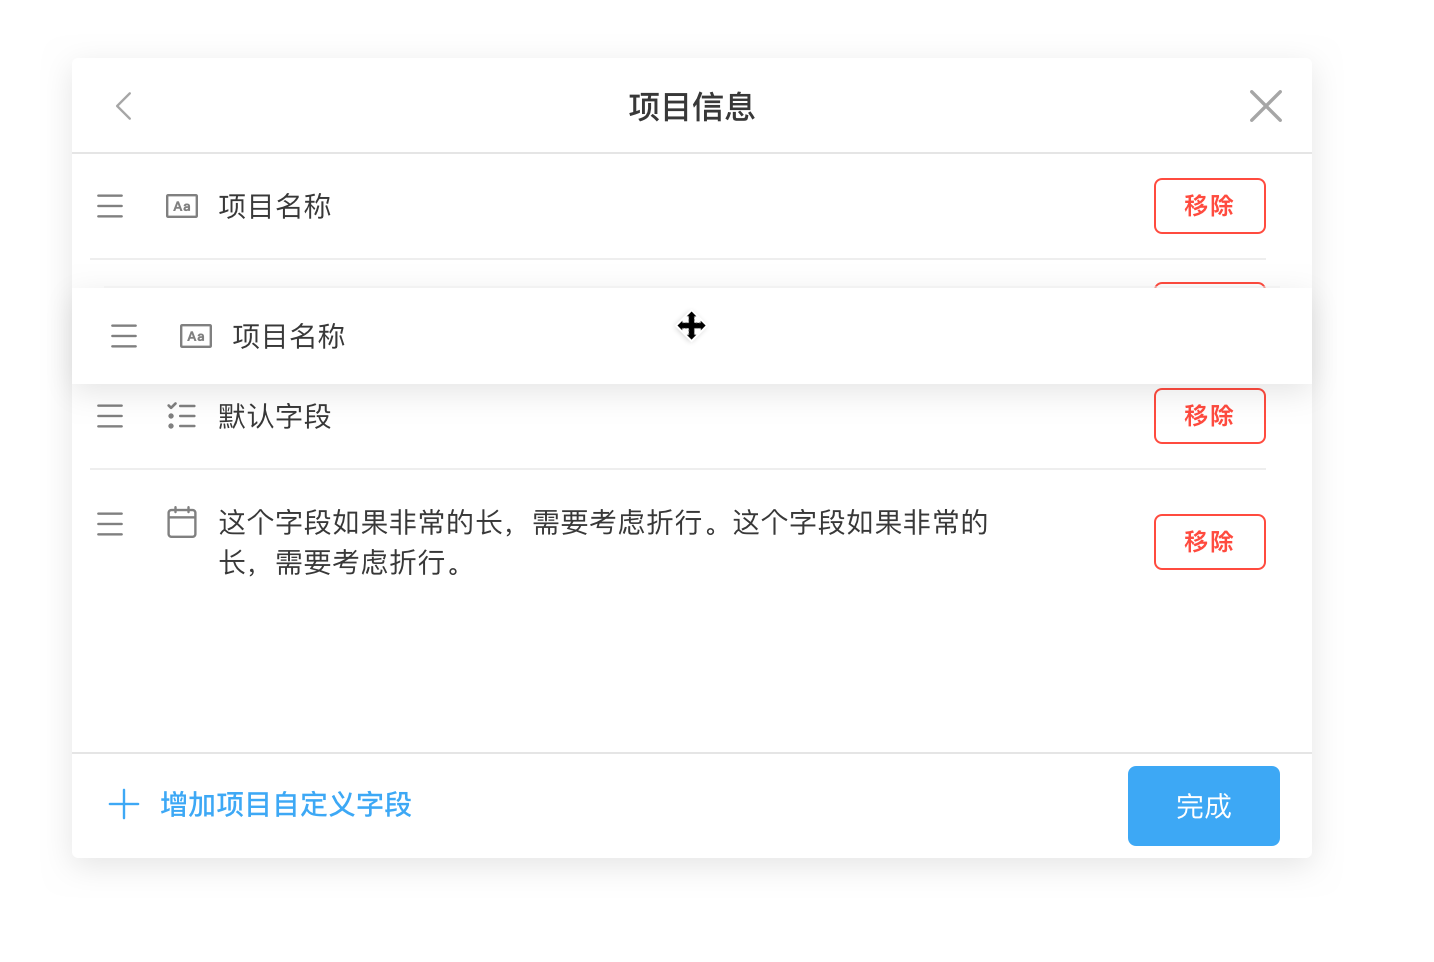 项目信息
Aa 项目名称 移除
Aa 项目名称
默认字段 移除
这个字段如果非常的长，需要考虑折行。这个字段如果非常的
长，需要考虑折行。 移除
增加项目自定义字段 完成